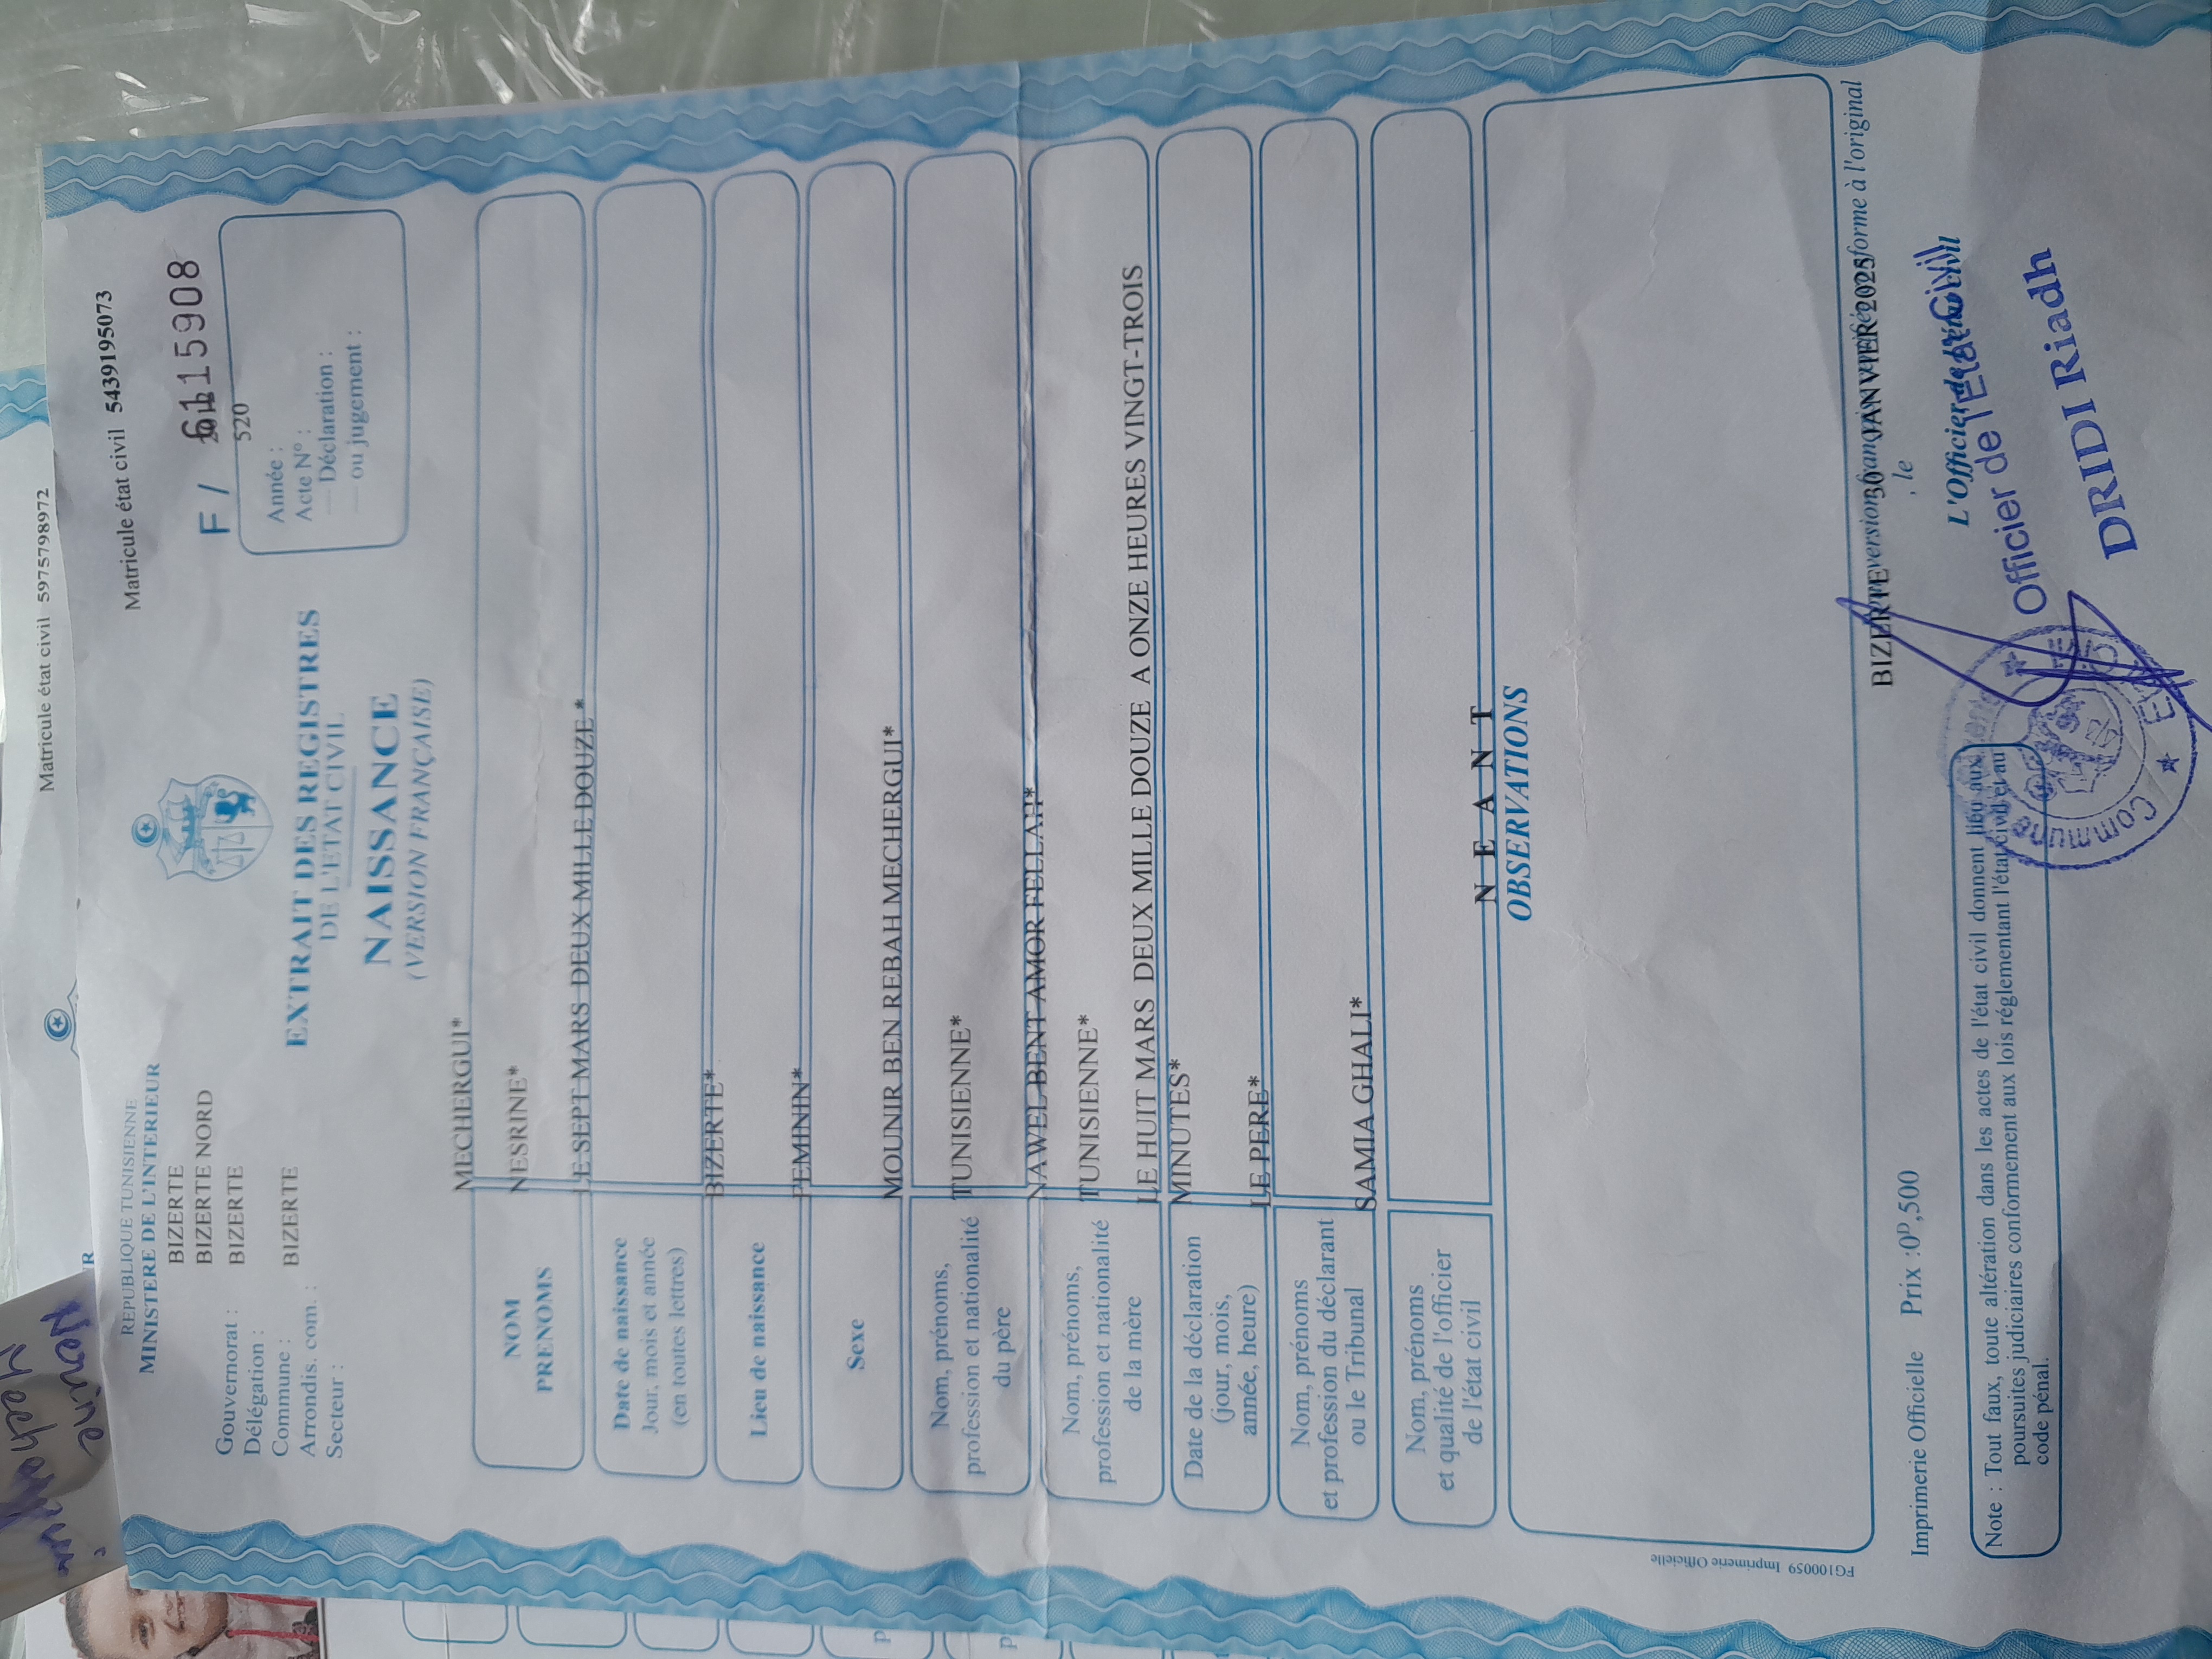 Matricule état civil 5975798972
Matricule état civil 5439195073
REPUBLIQUE TUNISIENNE
MINISTERE DE L'INTERIEUR
F / 6115908
520
BIZERTE
BIZERTE NORD
Gouvernorat : BIZERTE
Délégation :
Commune : BIZERTE
Arrondis. com. :
Secteur :
EXTRAIT DES REGISTRES
DE L'ETAT CIVIL
NAISSANCE
(VERSION FRANÇAISE)
Année :
Acte N° :
— Déclaration :
— ou jugement :
MECHERGUI*
NOM
PRENOMS
NESRINE*
LE SEPT MARS DEUX MILLE DOUZE *
Date de naissance
Jour, mois et année
(en toutes lettres)
BIZERTE*
Lieu de naissance
FEMININ*
Sexe
MOUNIR BEN REBAH MECHERGUI*
Nom, prénoms,
profession et nationalité
du père
TUNISIENNE*
NAWEL BENT AMOR FELLAH*
Nom, prénoms,
profession et nationalité
de la mère
TUNISIENNE*
LE HUIT MARS DEUX MILLE DOUZE A ONZE HEURES VINGT-TROIS
MINUTES*
Date de la déclaration
(jour, mois,
année, heure)
LE PERE*
Nom, prénoms
et profession du déclarant
ou le Tribunal
SAMIA GHALI*
Nom, prénoms
et qualité de l'officier
de l'état civil
N E A N T
OBSERVATIONS
FG100059 Imprimerie Officielle
forme à l'original
BIZERTE 30 JANVIER 2025
, le
Imprimerie Officielle Prix :0ᴰ,500
L'Officier de
Officier de l'Etat Civil
DRIDI Riadh
Commune
Note : Tout faux, toute altération dans les actes de l'état civil donnent lieu aux
poursuites judiciaires conformement aux lois réglementant l'état civil et au
code pénal.